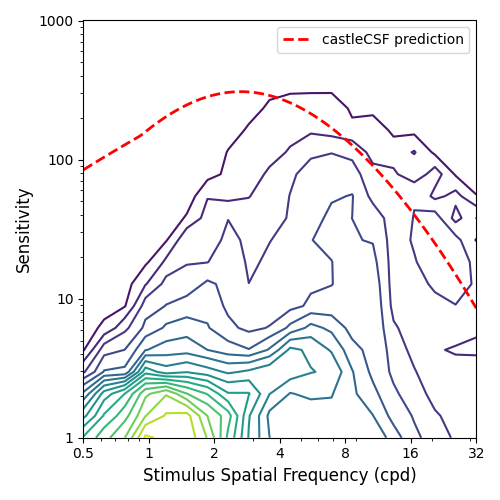 castleCSF prediction
Sensitivity
1000
100
10
1
0.5 1 2 4 8 16 32
Stimulus Spatial Frequency (cpd)